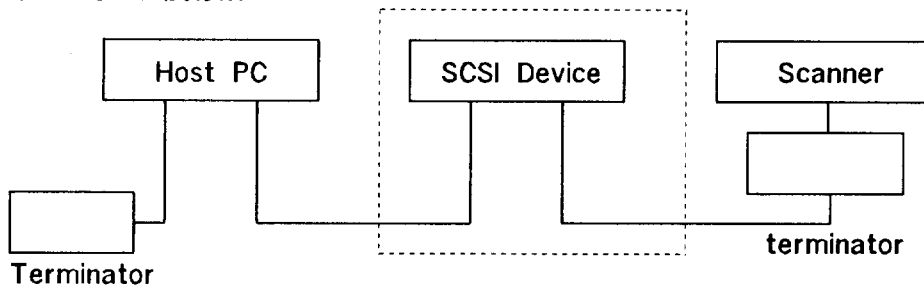 Host PC
SCSI Device
Scanner
Terminator
terminator